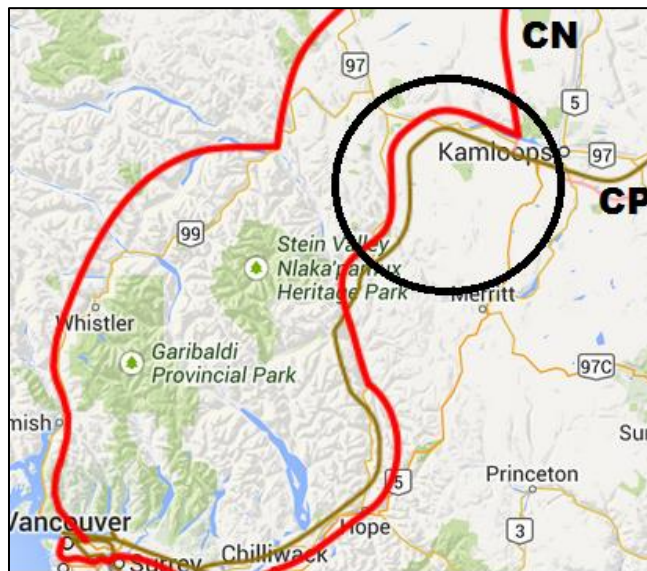 CN
97
5
Kamloops
97
CP
99
Stein Valley
Nlaka'pamux
Heritage Park
Merritt
Whistler
Garibaldi
Provincial Park
97C
mish
Su
5
Princeton
Vancouver
Hope
3
Surrey
Chilliwack